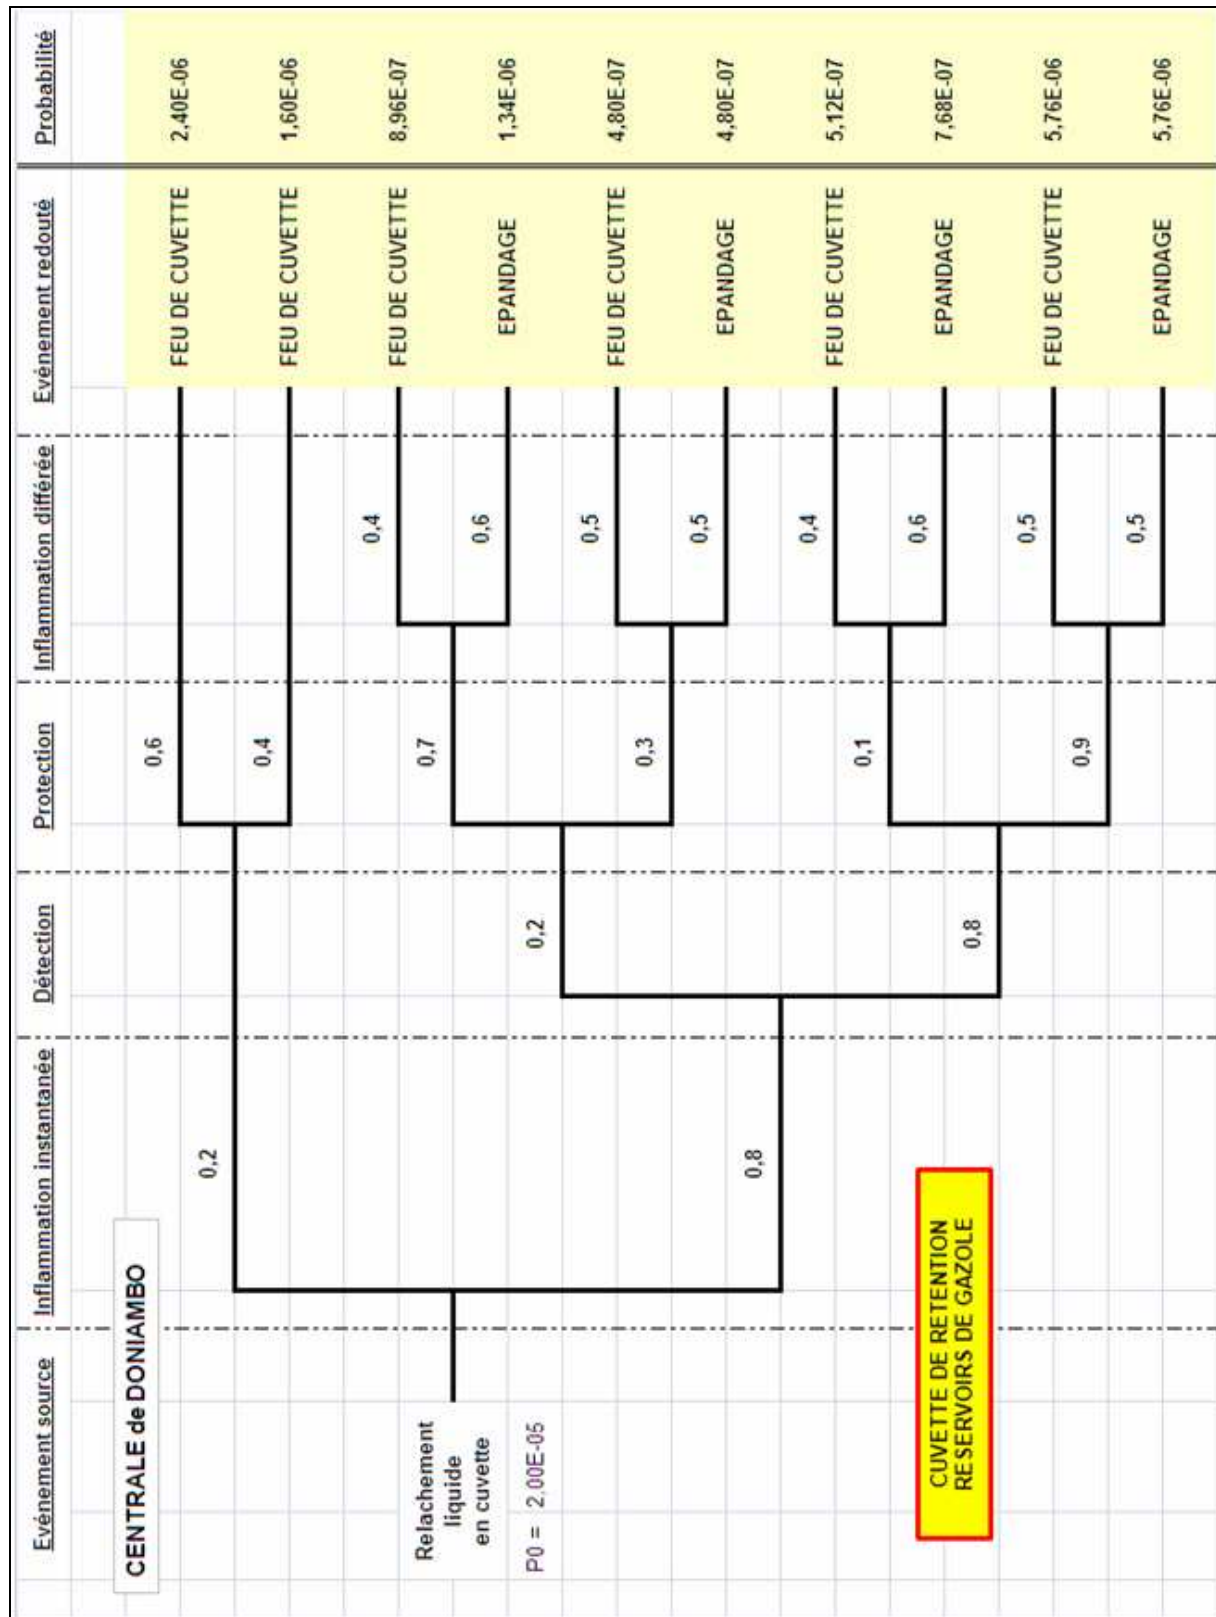 Evénement source
Inflammation instantanée
Détection
Protection
Inflammation différée
Evénement redouté
Probabilité
CENTRALE de DONIAMBO
0,6
FEU DE CUVETTE
2,40E-06
0,2
0,4
FEU DE CUVETTE
1,60E-06
0,4
FEU DE CUVETTE
8,96E-07
Relachement
liquide
en cuvette
0,7
0,6
EPANDAGE
1,34E-06
P0 = 2,00E-05
0,2
0,5
FEU DE CUVETTE
4,80E-07
0,3
0,5
EPANDAGE
4,80E-07
0,8
0,4
FEU DE CUVETTE
5,12E-07
0,1
0,6
EPANDAGE
7,68E-07
CUVETTE DE RETENTION
RESERVOIRS DE GAZOLE
0,8
0,5
FEU DE CUVETTE
5,76E-06
0,9
0,5
EPANDAGE
5,76E-06